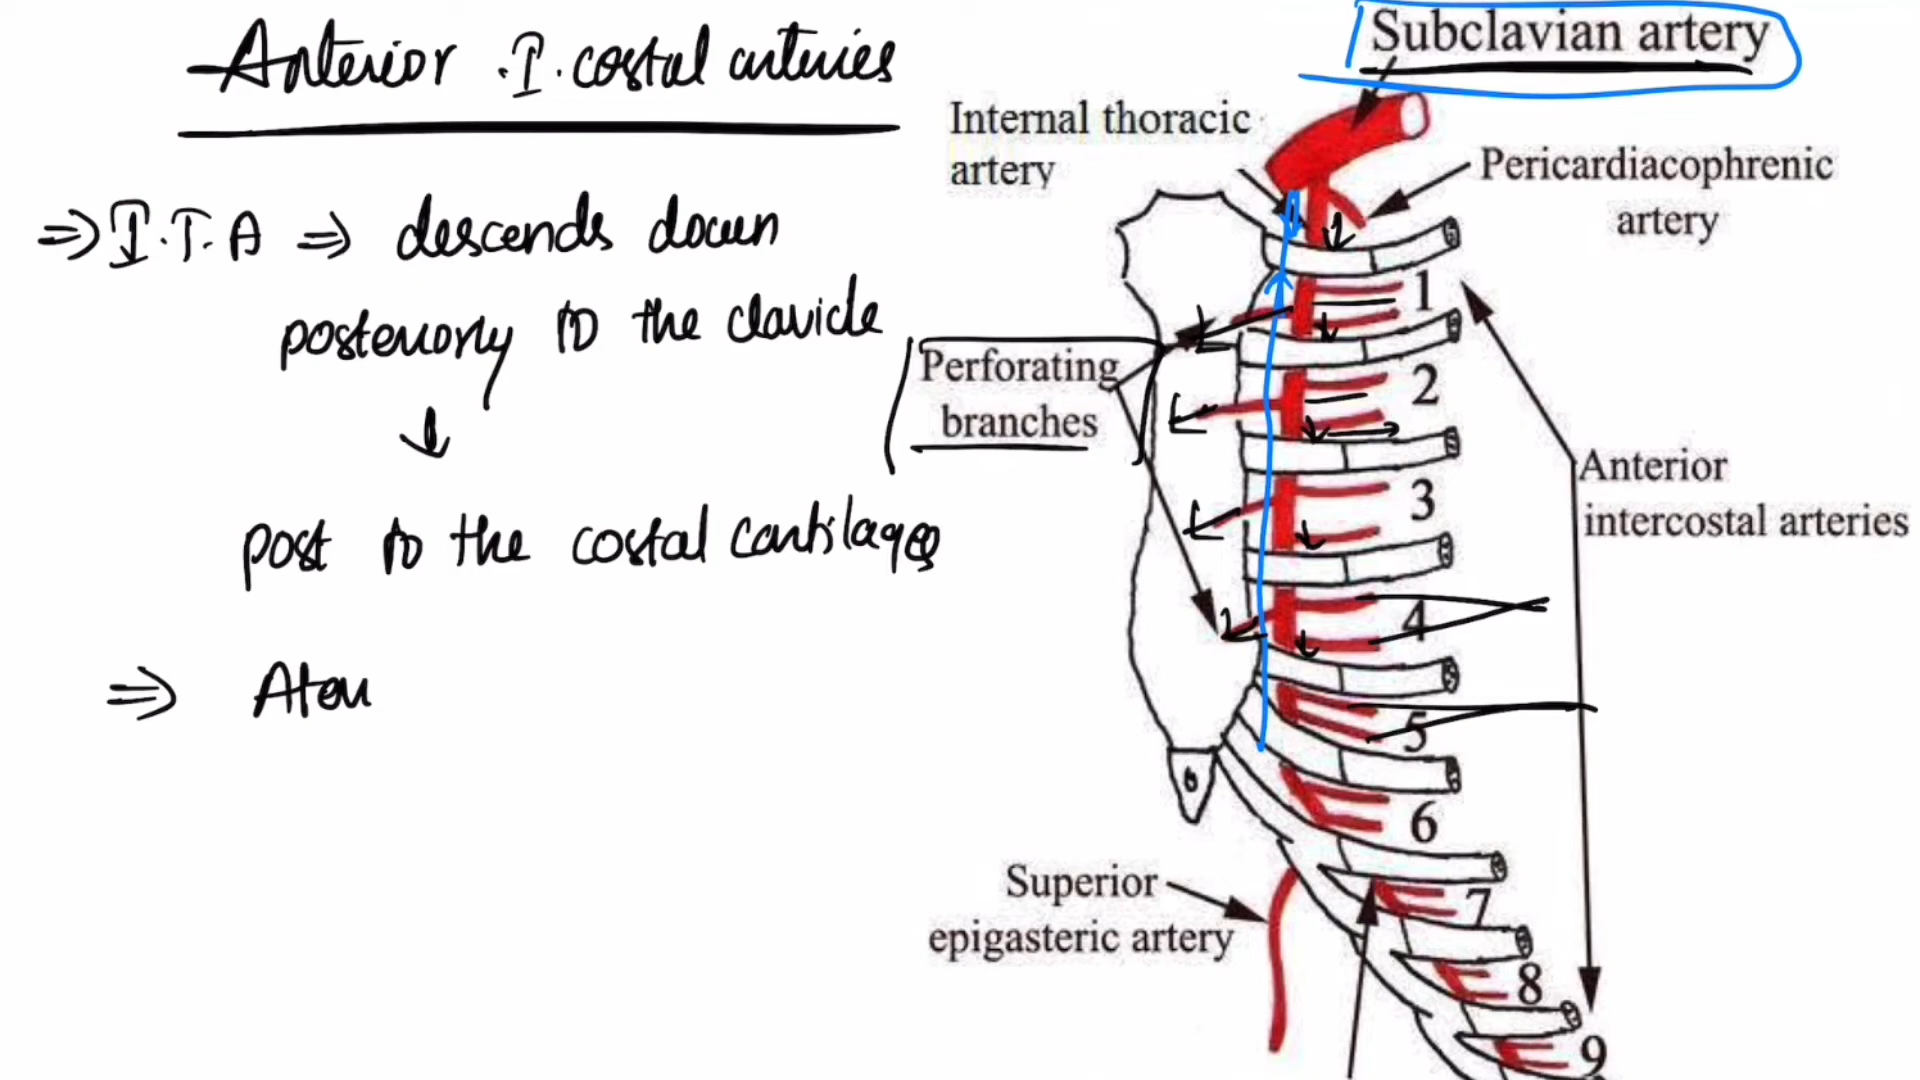 Anterior .I. costal arteries
⇒ I.T.A ⇒ descends down
posteriorly to the clavicle
↓
post to the costal cartilages
⇒
Subclavian artery
Internal thoracic
artery
Pericardiacophrenic
artery
1
Perforating
branches
2
Anterior
intercostal arteries
3
4
5
6
Superior
epigasteric artery
7
8
9